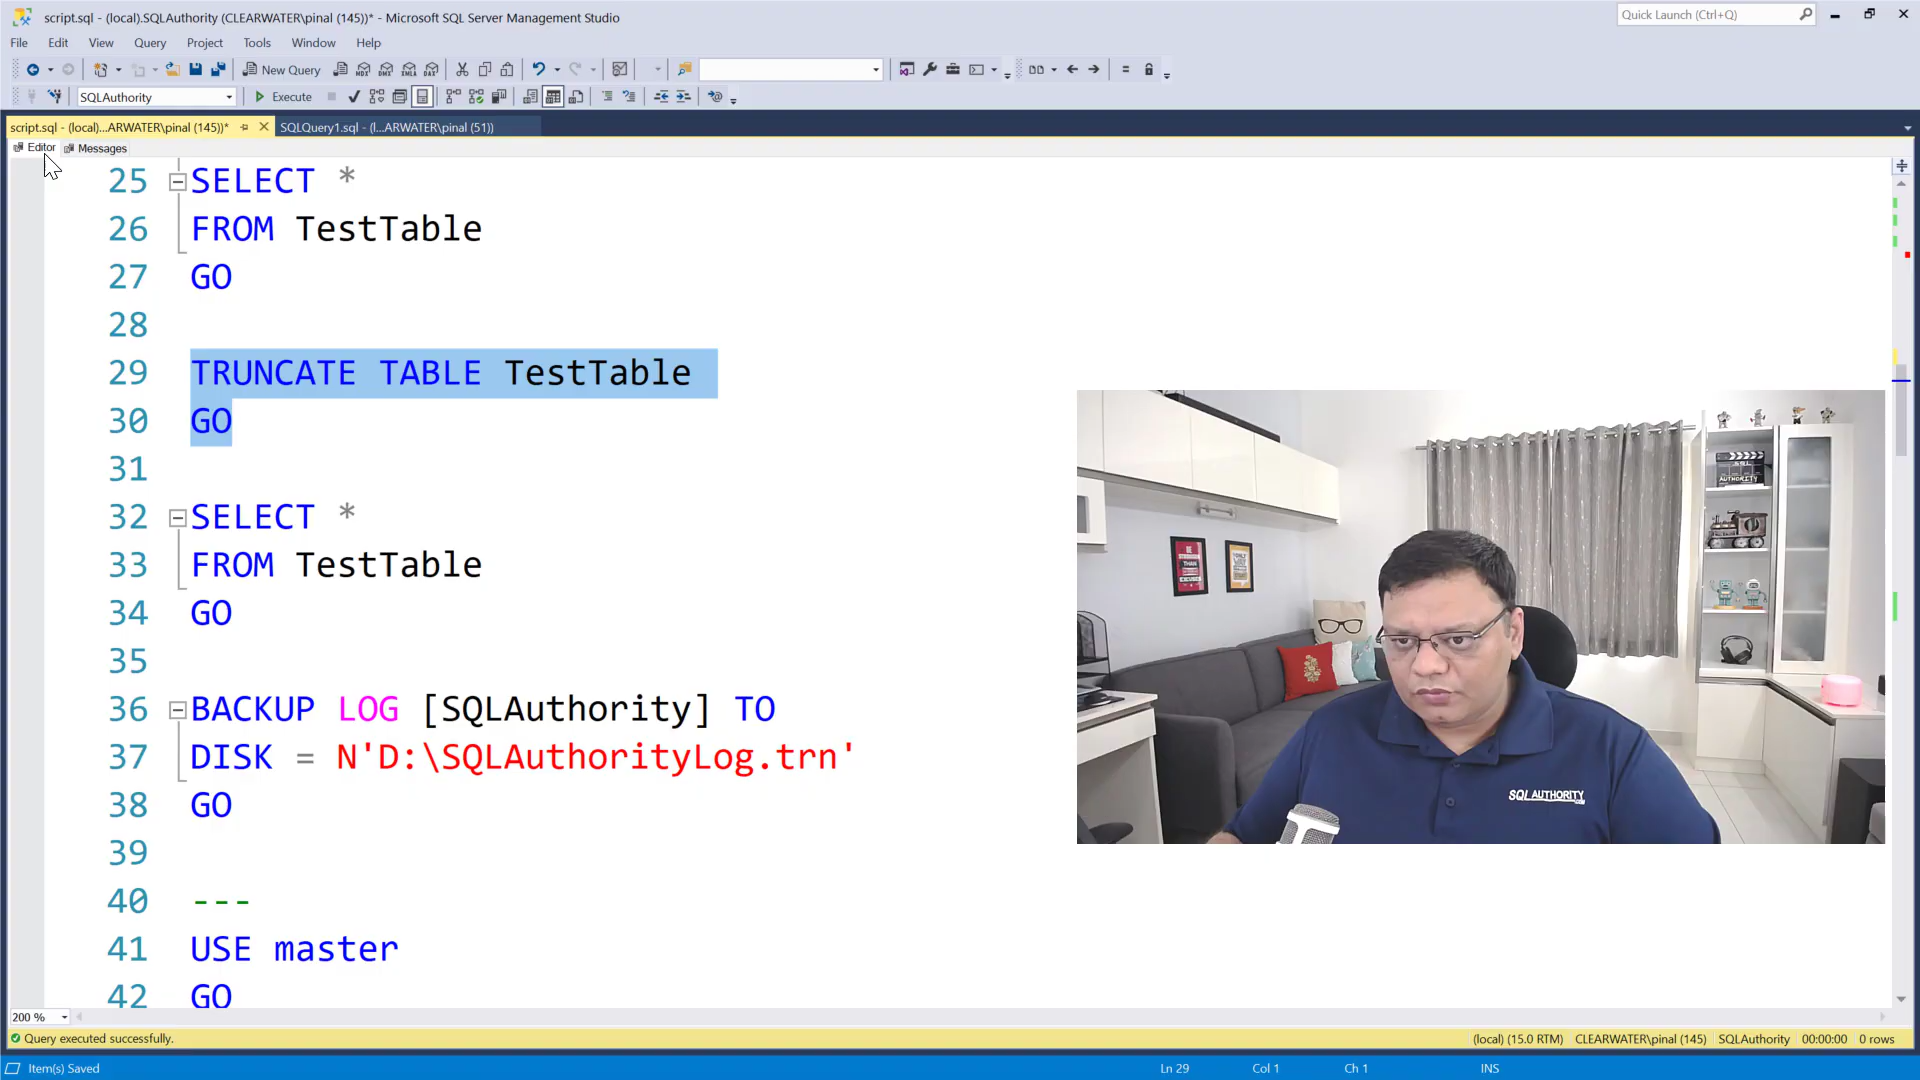 script.sql - (local).SQLAuthority (CLEARWATER\pinal (145))* - Microsoft SQL Server Management Studio
Quick Launch (Ctrl+Q)
File Edit View Query Project Tools Window Help
New Query
SQLAuthority
Execute
script.sql - (local)...ARWATER\pinal (145))*
SQLQuery1.sql - (l...ARWATER\pinal (51))
Editor
Messages
25 SELECT *
26 FROM TestTable
27 GO
28
29 TRUNCATE TABLE TestTable
30 GO
31
32 SELECT *
33 FROM TestTable
34 GO
35
36 BACKUP LOG [SQLAuthority] TO
37 DISK = N'D:\SQLAuthorityLog.trn'
38 GO
39
40 ---
41 USE master
42 GO
SQL
AUTHORITY
SQL AUTHORITY
200 %
Query executed successfully.
(local) (15.0 RTM) CLEARWATER\pinal (145) SQLAuthority 00:00:00 0 rows
Item(s) Saved
Ln 29 Col 1 Ch 1 INS